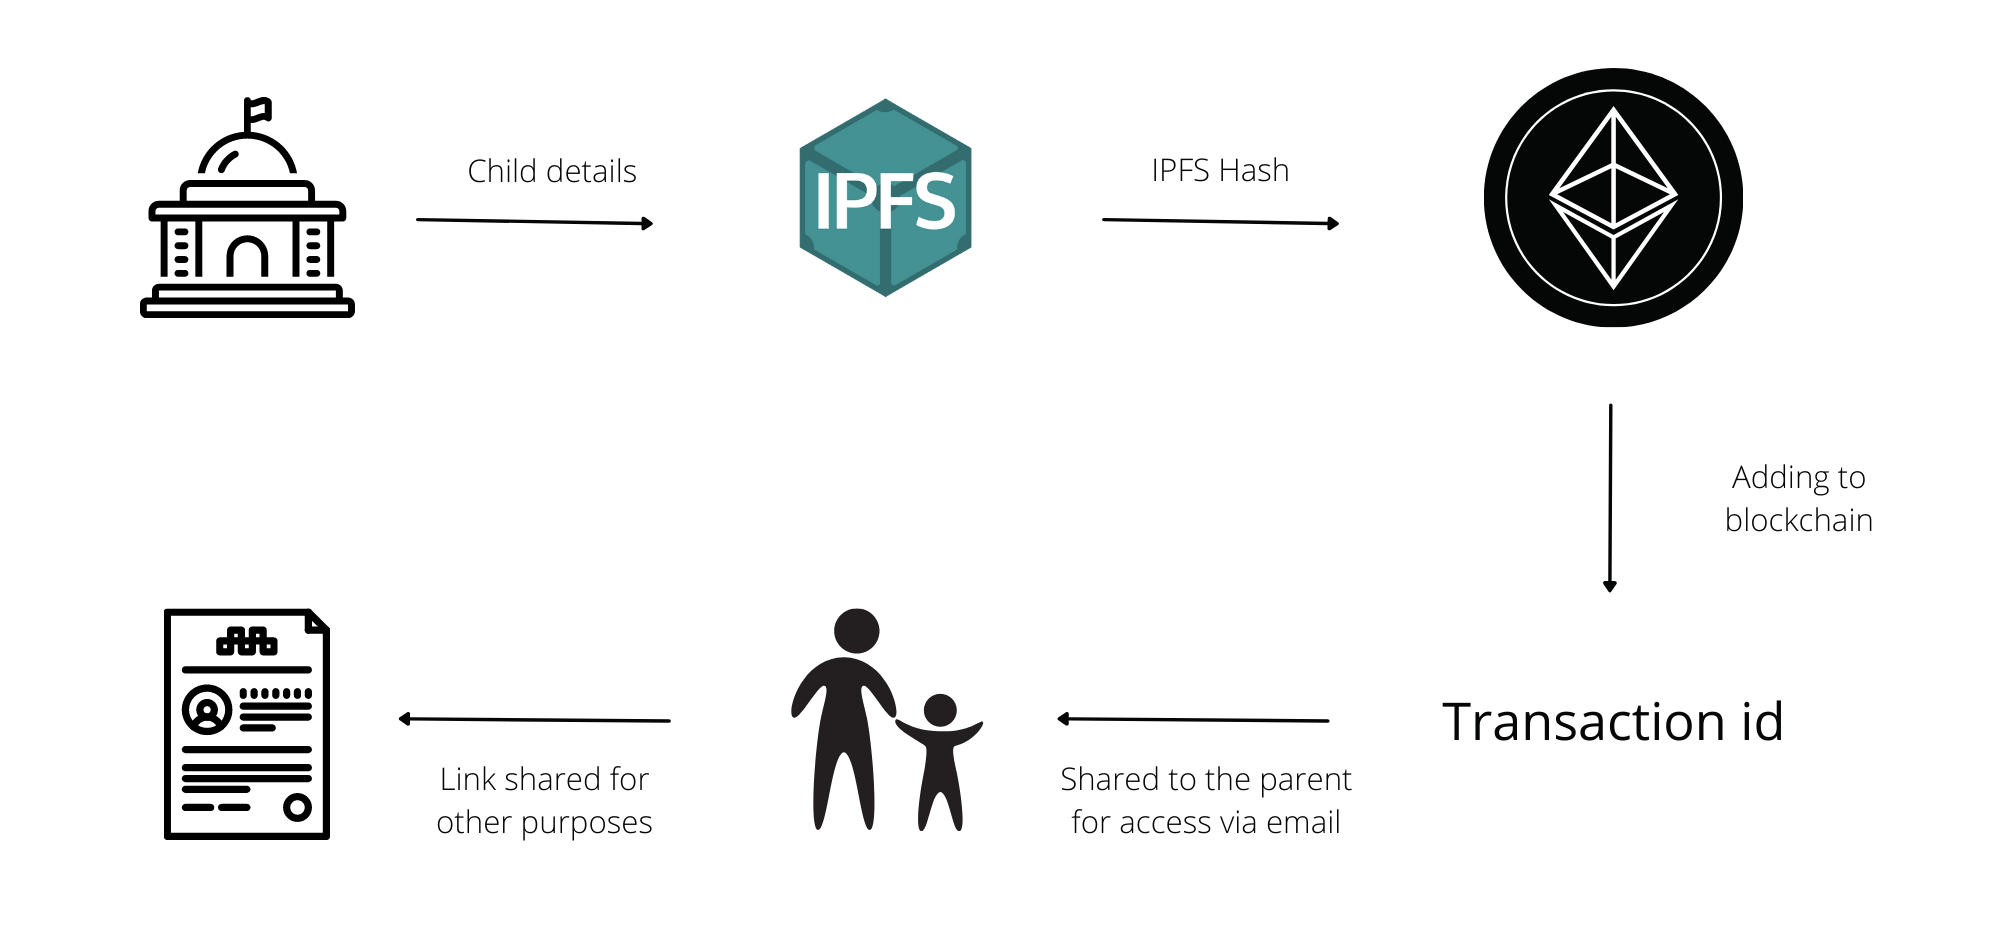 Child details
IPFS
IPFS Hash
Adding to
blockchain
Transaction id
Shared to the parent
for access via email
Link shared for
other purposes